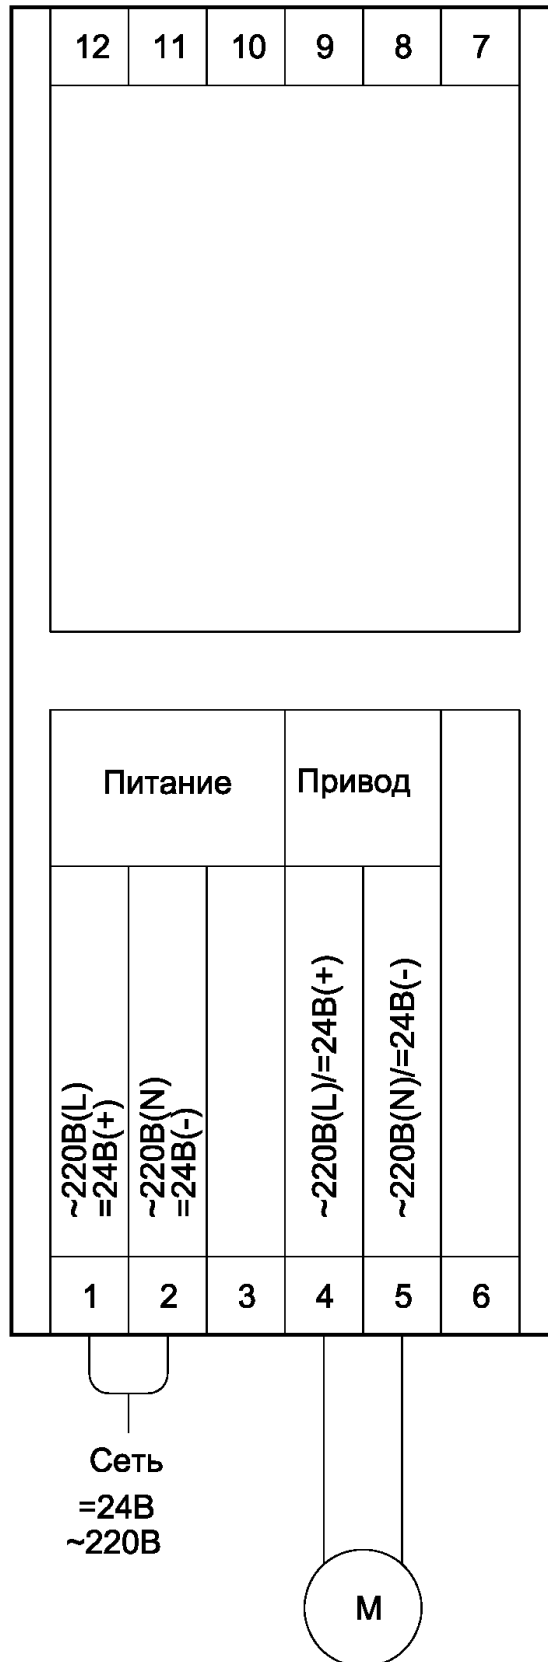 12 11 10 9 8 7
Питание Привод
~220В(L)
=24В(+)
~220В(N)
=24В(-)
~220В(L)/=24В(+)
~220В(N)/=24В(-)
1 2 3 4 5 6
Сеть
=24В
~220В
М